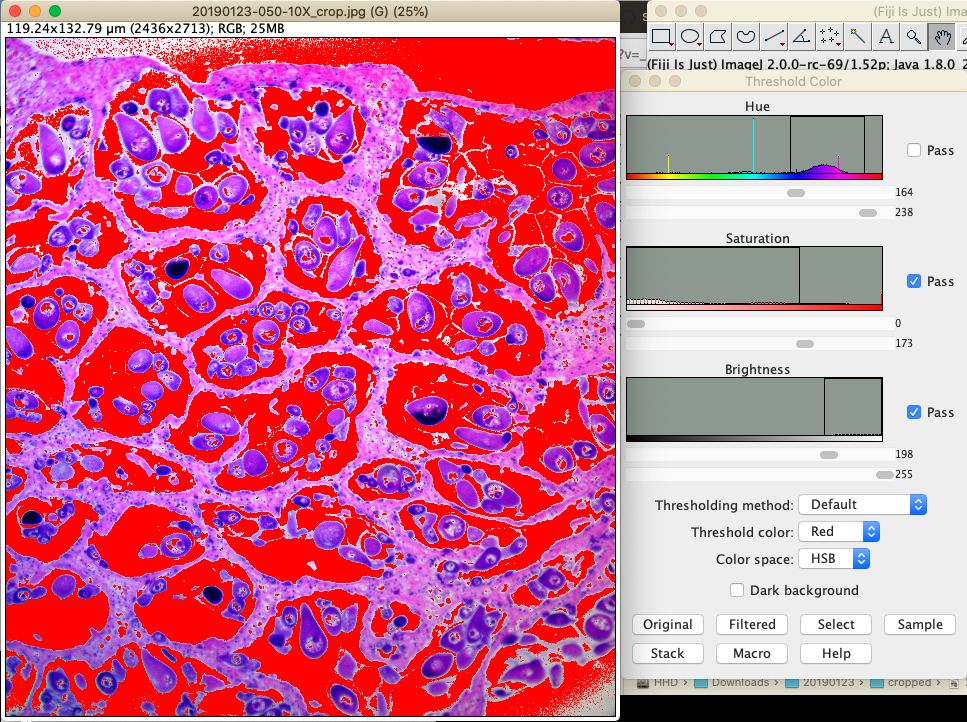 20190123-050-10X_crop.jpg (G) (25%)
119.24x132.79 µm (2436x2713); RGB; 25MB
(Fiji Is Just) Ima
?v=_
(Fiji Is Just) ImageJ 2.0.0-rc-69/1.52p; Java 1.8.0_2
Threshold Color
Hue
Pass
164
238
Saturation
Pass
0
173
Brightness
Pass
198
255
Thresholding method: Default
Threshold color: Red
Color space: HSB
Dark background
Original Filtered Select Sample
Stack Macro Help
HHD › Downloads › 20190123 › cropped ›